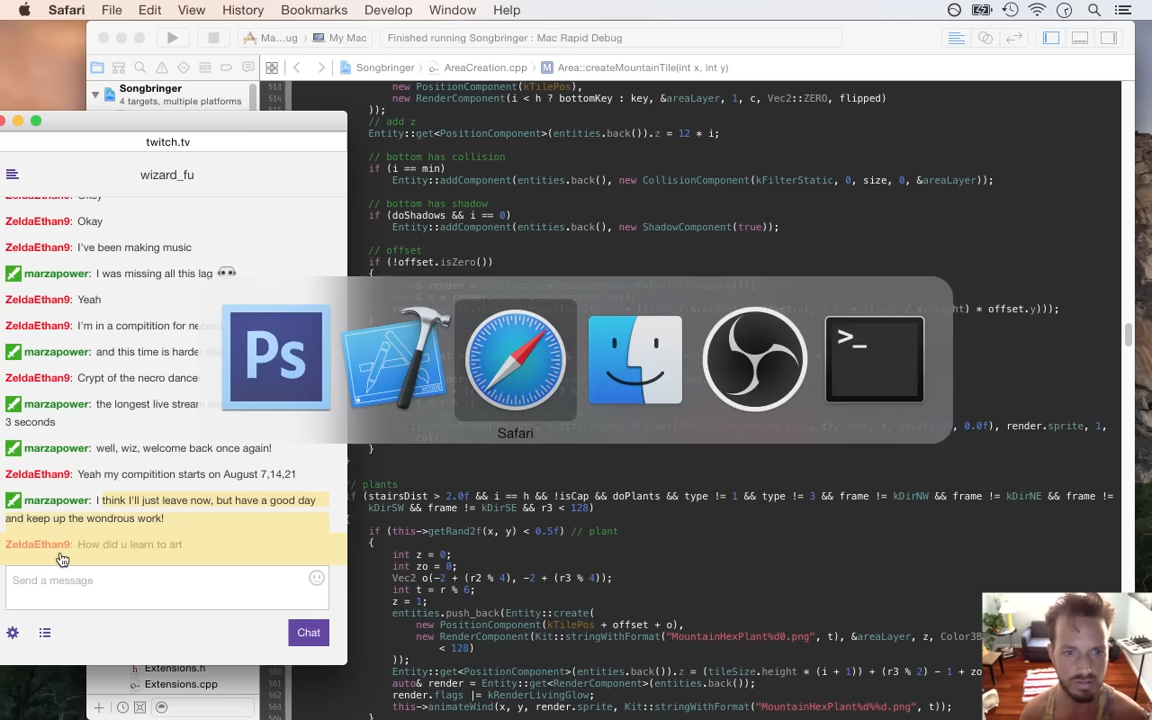 Safari File Edit View History Bookmarks Develop Window Help
Ma...ug My Mac Finished running Songbringer : Mac Rapid Debug
Songbringer AreaCreation.cpp M Area::createMountainTile(int x, int y)
Songbringer
4 targets, multiple platforms
twitch.tv
wizard_fu
ZeldaEthan9: Okay
ZeldaEthan9: I've been making music
marzapower: I was missing all this lag
ZeldaEthan9: Yeah
ZeldaEthan9: I'm in a compitition for
marzapower: and this time is harde
ZeldaEthan9: Crypt of the necro dance
marzapower: the longest live stream
3 seconds
marzapower: well, wiz, welcome back once again!
ZeldaEthan9: Yeah my compitition starts on August 7,14,21
marzapower: I think I'll just leave now, but have a good day
and keep up the wondrous work!
ZeldaEthan9: How did u learn to art
Send a message
Chat
Extensions.h
Extensions.cpp
513 new PositionComponent(kTilePos),
514 new RenderComponent(i < h ? bottomKey : key, &areaLayer, 1, c, Vec2::ZERO, flipped)
));
// add z
Entity::get<PositionComponent>(entities.back()).z = 12 * i;
// bottom has collision
if (i == min)
Entity::addComponent(entities.back(), new CollisionComponent(kFilterStatic, 0, size, 0, &areaLayer));
// bottom has shadow
if (doShadows && i == 0)
Entity::addComponent(entities.back(), new ShadowComponent(true));
// offset
if (!offset.isZero())
{
Ps
>_
Safari
render.sprite, 1,
}
// plants
if (stairsDist > 2.0f && i == h && !isCap && doPlants && type != 1 && type != 3 && frame != kDirNW && frame != kDirNE && frame !=
kDirSW && frame != kDirSE && r3 < 128)
{
if (this->getRand2f(x, y) < 0.5f) // plant
{
int z = 0;
int zo = 0;
Vec2 o(-2 + (r2 % 4), -2 + (r3 % 4));
int t = r % 6;
z = 1;
entities.push_back(Entity::create(
new PositionComponent(kTilePos + offset + o),
new RenderComponent(Kit::stringWithFormat("MountainHexPlant%d0.png", t), &areaLayer, z, Color3B
< 128)
));
561 Entity::get<PositionComponent>(entities.back()).z = (tileSize.height * (i + 1)) + (r3 % 2) - 1 + zo
auto& render = Entity::get<RenderComponent>(entities.back());
562 render.flags |= kRenderLivingGlow;
563 this->animateWind(x, y, render.sprite, Kit::stringWithFormat("MountainHexPlant%d%%d.png", t));